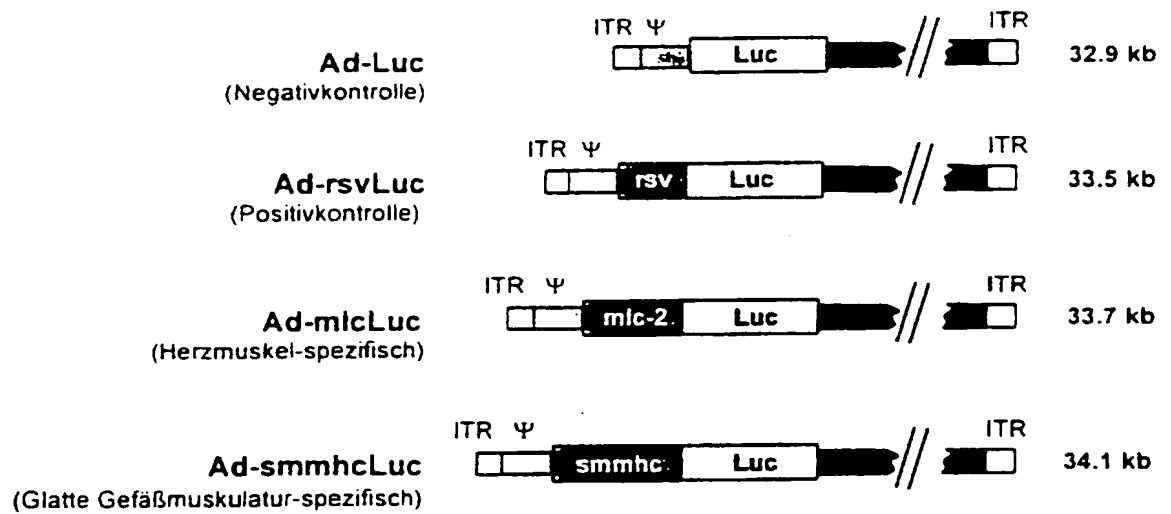 ITR Ψ ITR
Ad-Luc Luc 32.9 kb
(Negativkontrolle)
ITR Ψ ITR
Ad-rsvLuc rsv Luc 33.5 kb
(Positivkontrolle)
ITR Ψ ITR
Ad-mlcLuc mlc-2 Luc 33.7 kb
(Herzmuskel-spezifisch)
ITR Ψ ITR
Ad-smmhcLuc smmhc Luc 34.1 kb
(Glatte Gefäßmuskulatur-spezifisch)